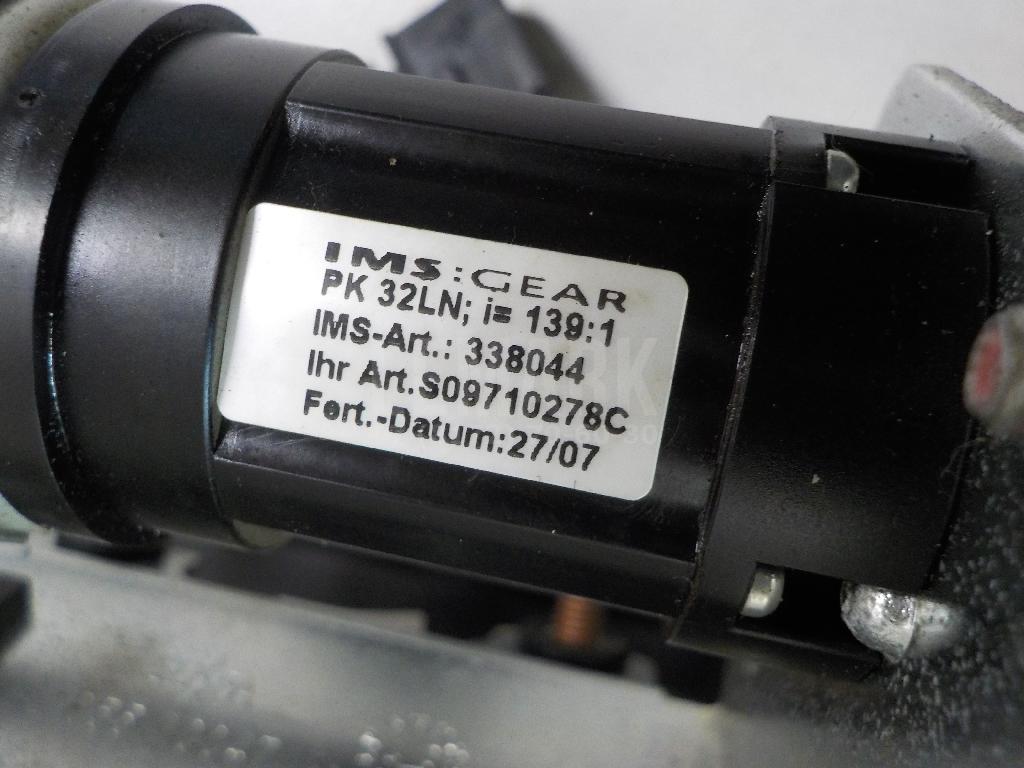 IMS:GEAR
PK 32LN; i= 139:1
IMS-Art.: 338044
Ihr Art.S09710278C
Fert.-Datum:27/07